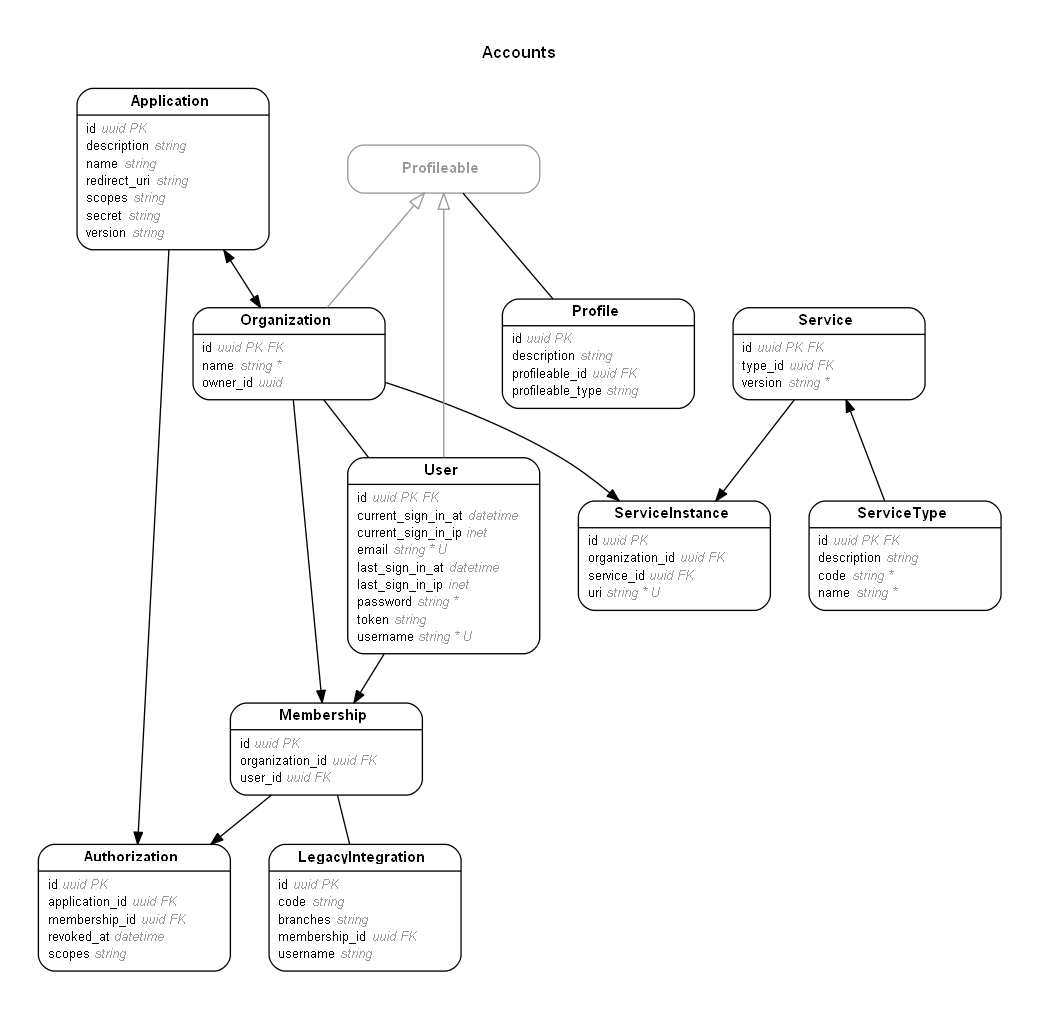 Accounts
Application
id uuid PK
description string
name string
redirect_uri string
scopes string
secret string
version string
Profileable
Organization
id uuid PK FK
name string *
owner_id uuid
Profile
id uuid PK
description string
profileable_id uuid FK
profileable_type string
Service
id uuid PK FK
type_id uuid FK
version string *
User
id uuid PK FK
current_sign_in_at datetime
current_sign_in_ip inet
email string * U
last_sign_in_at datetime
last_sign_in_ip inet
password string *
token string
username string * U
ServiceInstance
id uuid PK
organization_id uuid FK
service_id uuid FK
uri string * U
ServiceType
id uuid PK FK
description string
code string *
name string *
Membership
id uuid PK
organization_id uuid FK
user_id uuid FK
Authorization
id uuid PK
application_id uuid FK
membership_id uuid FK
revoked_at datetime
scopes string
LegacyIntegration
id uuid PK
code string
branches string
membership_id uuid FK
username string